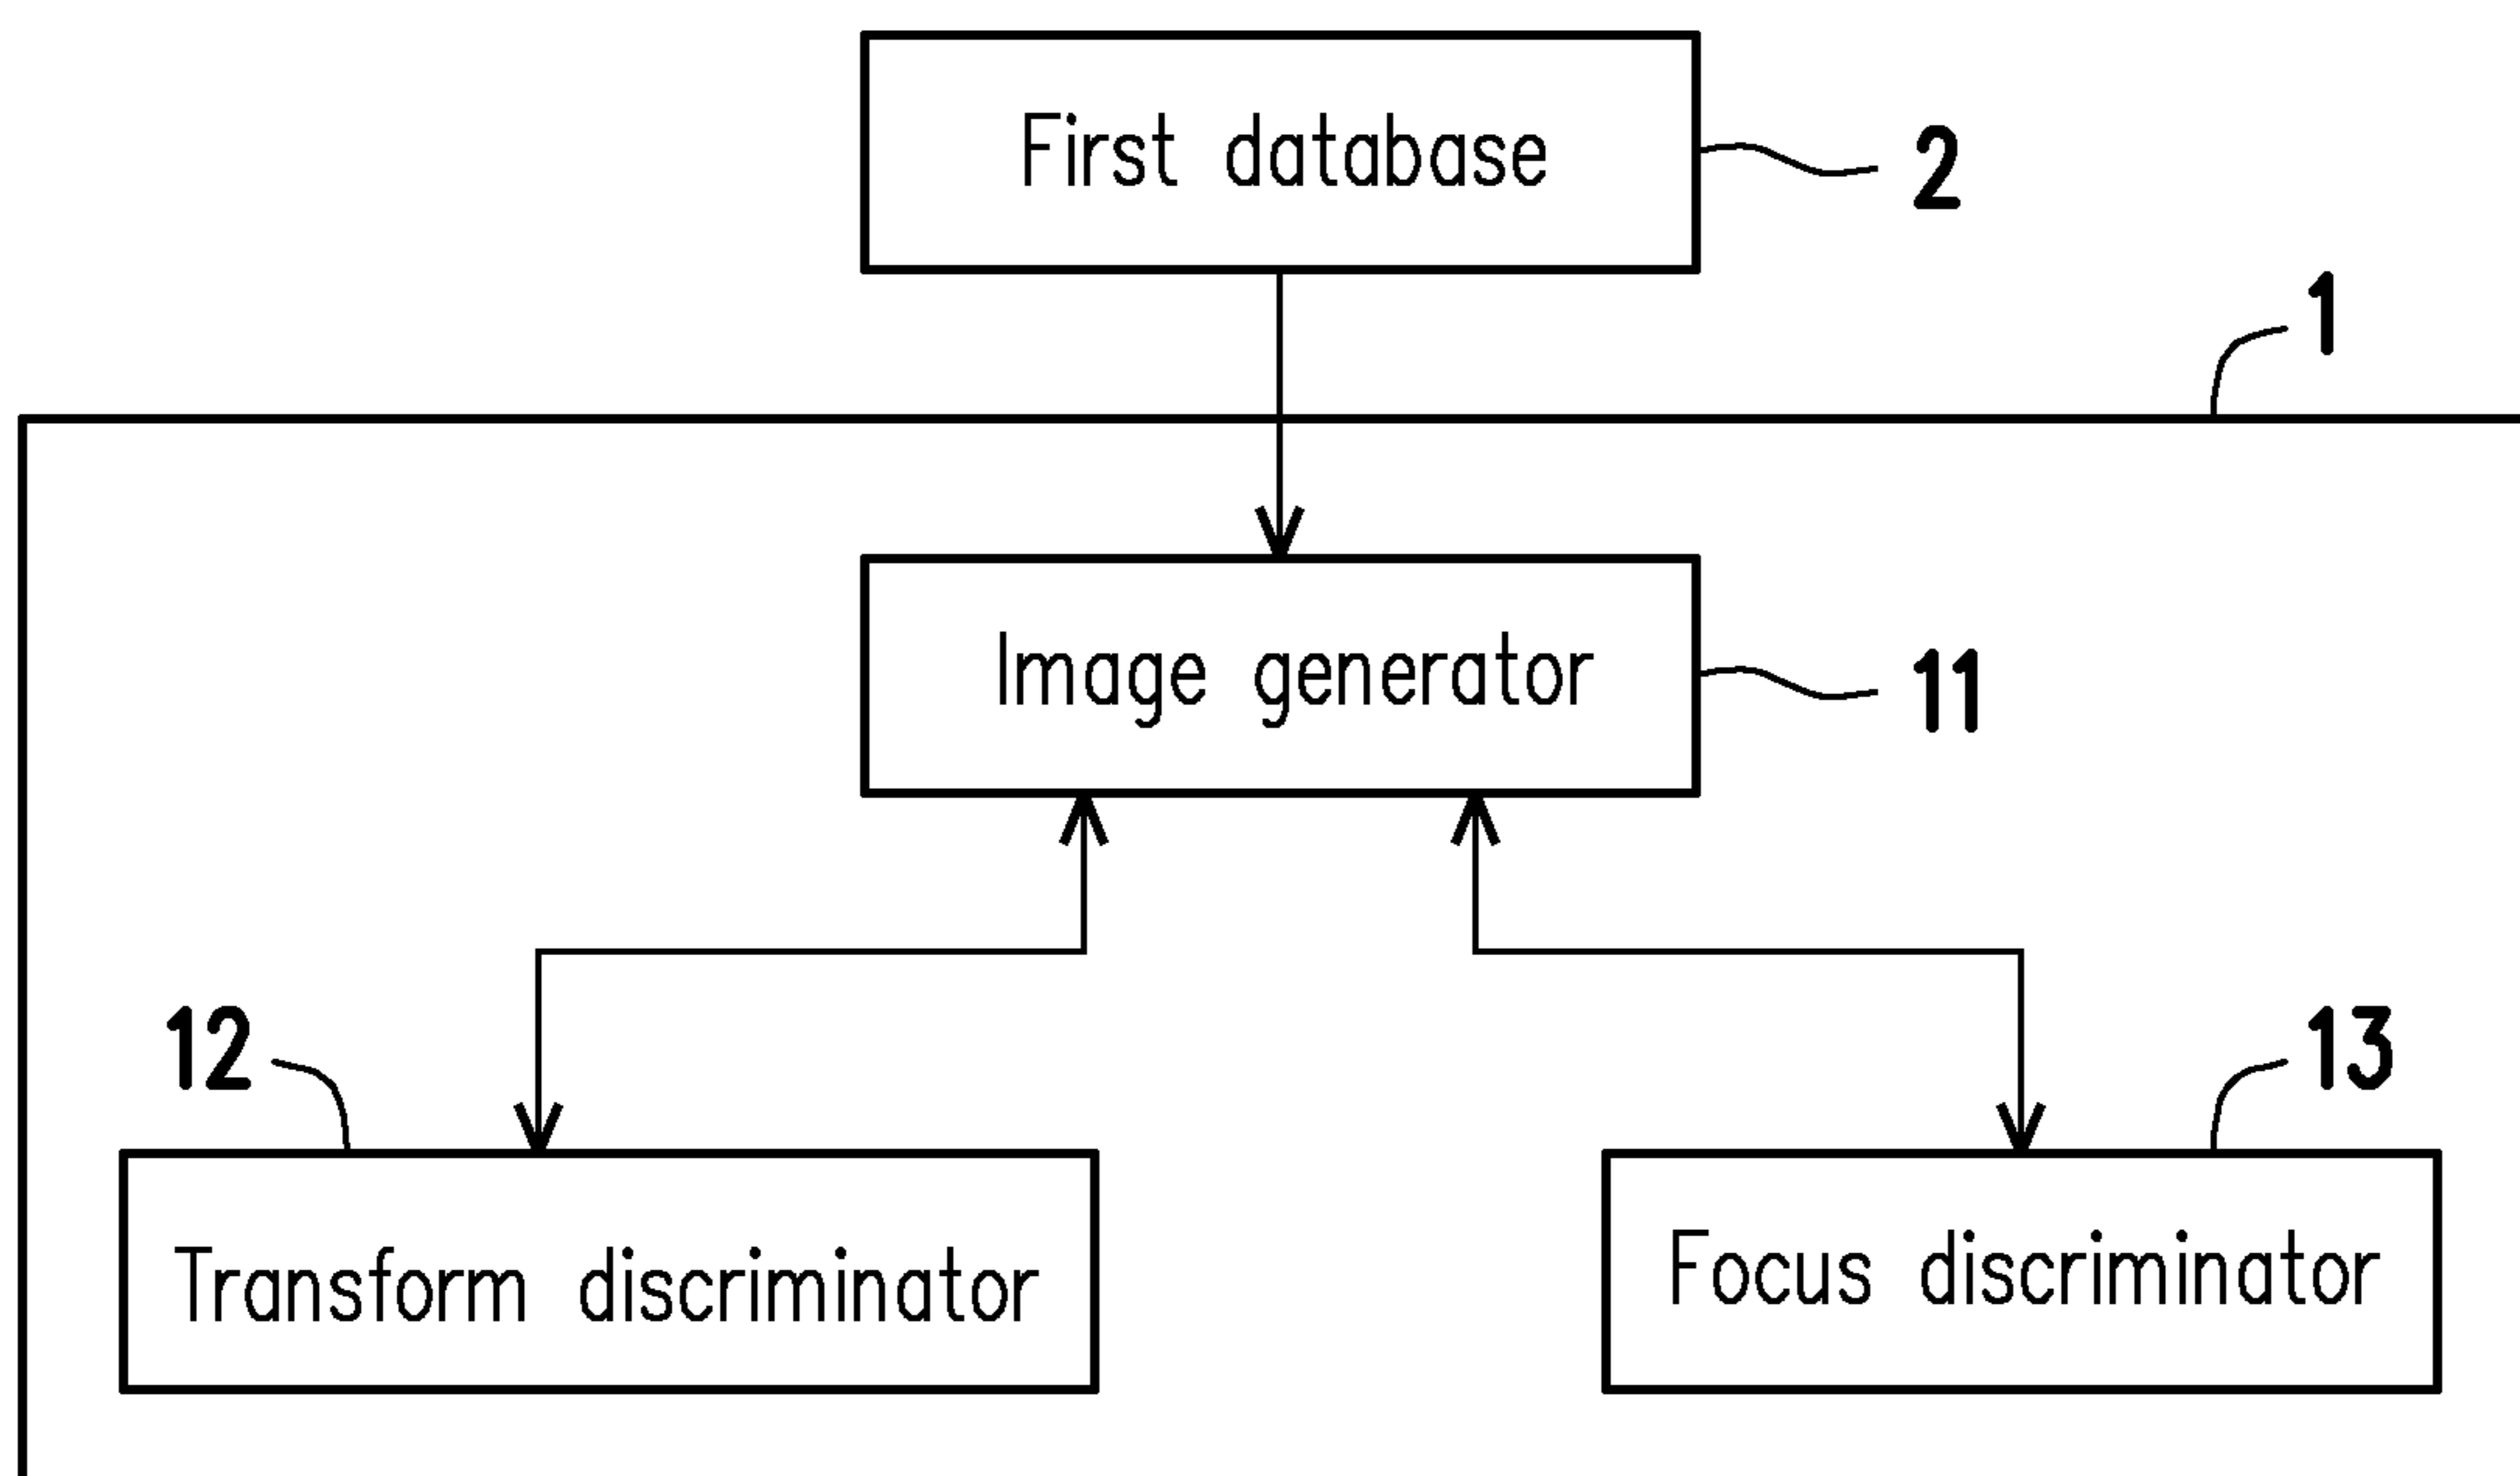 First database
2
1
Image generator
11
12
13
Transform discriminator
Focus discriminator